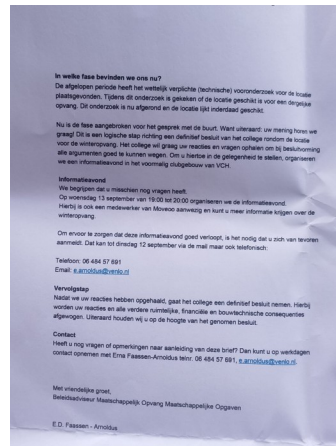 In welke fase bevinden we ons nu?
De afgelopen periode heeft het wettelijk verplichte (technische) vooronderzoek voor de locatie
plaatsgevonden. Tijdens dit onderzoek is gekeken of de locatie geschikt is voor een dergelijke
opvang. Dit onderzoek is nu afgerond en de locatie lijkt inderdaad geschikt.
Nu is de fase aangebroken voor het gesprek met de buurt. Want uiteraard: uw mening horen we
graag! Dit is een logische stap richting een definitief besluit van het college rondom de locatie
voor de winteropvang. Het college wil graag uw reacties en vragen ophalen om bij besluitvorming
alle argumenten goed te kunnen wegen. Om u hiertoe in de gelegenheid te stellen, organiseren
we een informatieavond in het voormalig clubgebouw van VCH.
Informatieavond
We begrijpen dat u misschien nog vragen heeft.
Op woensdag 13 september van 19:00 tot 20:00 organiseren we de informatieavond.
Hierbij is ook een medewerker van Moveoo aanwezig en kunt u meer informatie krijgen over de
winteropvang.
Om ervoor te zorgen dat deze informatieavond goed verloopt, is het nodig dat u zich van tevoren
aanmeldt. Dat kan tot dinsdag 12 september via de mail maar ook telefonisch:
Telefoon: 06 484 57 691
Email: e.arnoldus@venlo.nl
Vervolgstap
Nadat we uw reacties hebben opgehaald, gaat het college een definitief besluit nemen. Hierbij
worden uw reacties en alle verdere ruimtelijke, financiële en bouwtechnische consequenties
afgewogen. Uiteraard houden wij u op de hoogte van het genomen besluit.
Contact
Heeft u nog vragen of opmerkingen naar aanleiding van deze brief? Dan kunt u op werkdagen
contact opnemen met Erna Faassen-Arnoldus telnr. 06 484 57 691, e.arnoldus@venlo.nl.
Met vriendelijke groet,
Beleidsadviseur Maatschappelijk Opvang Maatschappelijke Opgaven
E.D. Faassen - Arnoldus